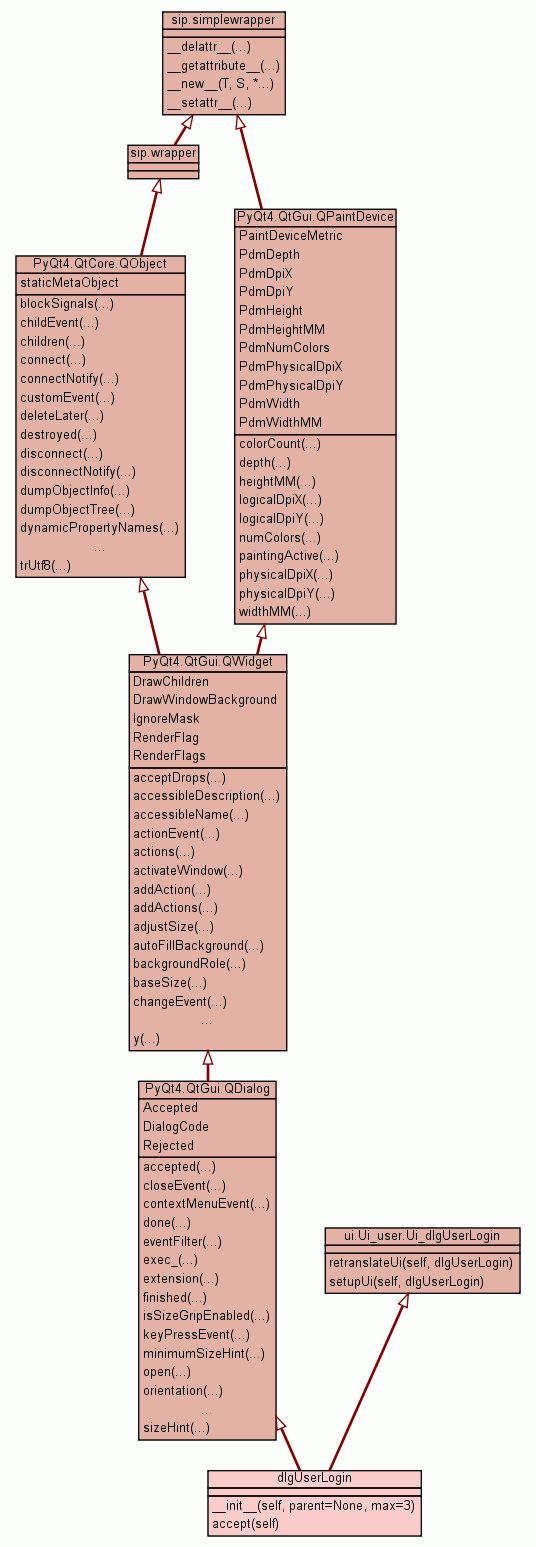 sip.simplewrapper
__delattr__(...)
__getattribute__(...)
__new__(T, S, *...)
__setattr__(...)
sip.wrapper
PyQt4.QtCore.QObject
staticMetaObject
blockSignals(...)
childEvent(...)
children(...)
connect(...)
connectNotify(...)
customEvent(...)
deleteLater(...)
destroyed(...)
disconnect(...)
disconnectNotify(...)
dumpObjectInfo(...)
dumpObjectTree(...)
dynamicPropertyNames(...)
...
trUtf8(...)
PyQt4.QtGui.QPaintDevice
PaintDeviceMetric
PdmDepth
PdmDpiX
PdmDpiY
PdmHeight
PdmHeightMM
PdmNumColors
PdmPhysicalDpiX
PdmPhysicalDpiY
PdmWidth
PdmWidthMM
colorCount(...)
depth(...)
heightMM(...)
logicalDpiX(...)
logicalDpiY(...)
numColors(...)
paintingActive(...)
physicalDpiX(...)
physicalDpiY(...)
widthMM(...)
PyQt4.QtGui.QWidget
DrawChildren
DrawWindowBackground
IgnoreMask
RenderFlag
RenderFlags
acceptDrops(...)
accessibleDescription(...)
accessibleName(...)
actionEvent(...)
actions(...)
activateWindow(...)
addAction(...)
addActions(...)
adjustSize(...)
autoFillBackground(...)
backgroundRole(...)
baseSize(...)
changeEvent(...)
...
y(...)
PyQt4.QtGui.QDialog
Accepted
DialogCode
Rejected
accepted(...)
closeEvent(...)
contextMenuEvent(...)
done(...)
eventFilter(...)
exec_(...)
extension(...)
finished(...)
isSizeGripEnabled(...)
keyPressEvent(...)
minimumSizeHint(...)
open(...)
orientation(...)
...
sizeHint(...)
ui.Ui_user.Ui_dlgUserLogin
retranslateUi(self, dlgUserLogin)
setupUi(self, dlgUserLogin)
dlgUserLogin
__init__(self, parent=None, max=3)
accept(self)